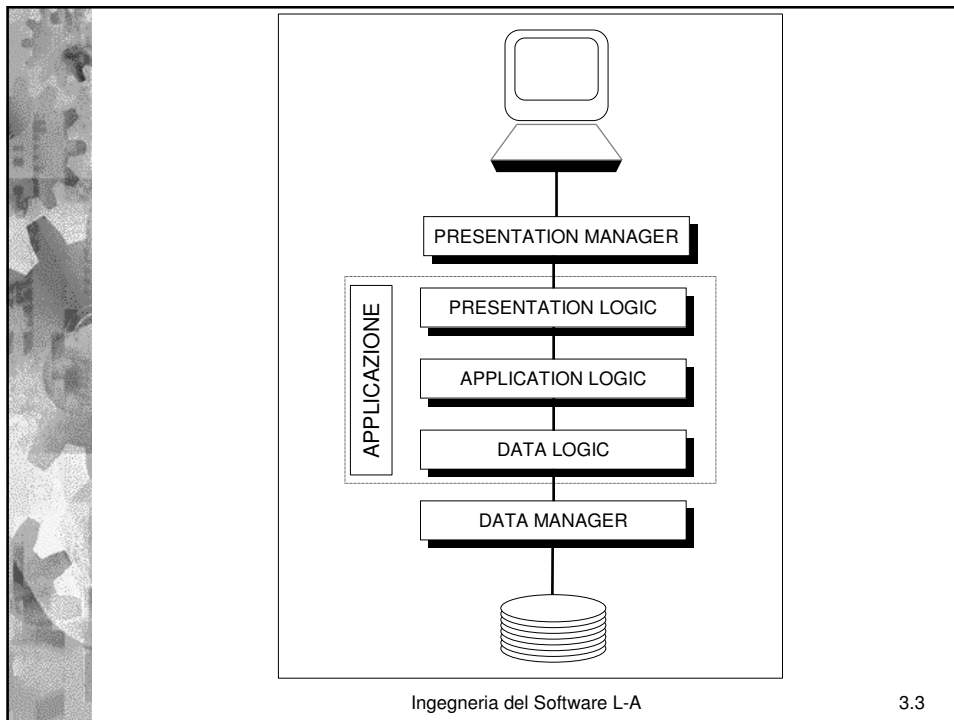 PRESENTATION MANAGER
APPLICAZIONE
PRESENTATION LOGIC
APPLICATION LOGIC
DATA LOGIC
DATA MANAGER
Ingegneria del Software L-A
3.3